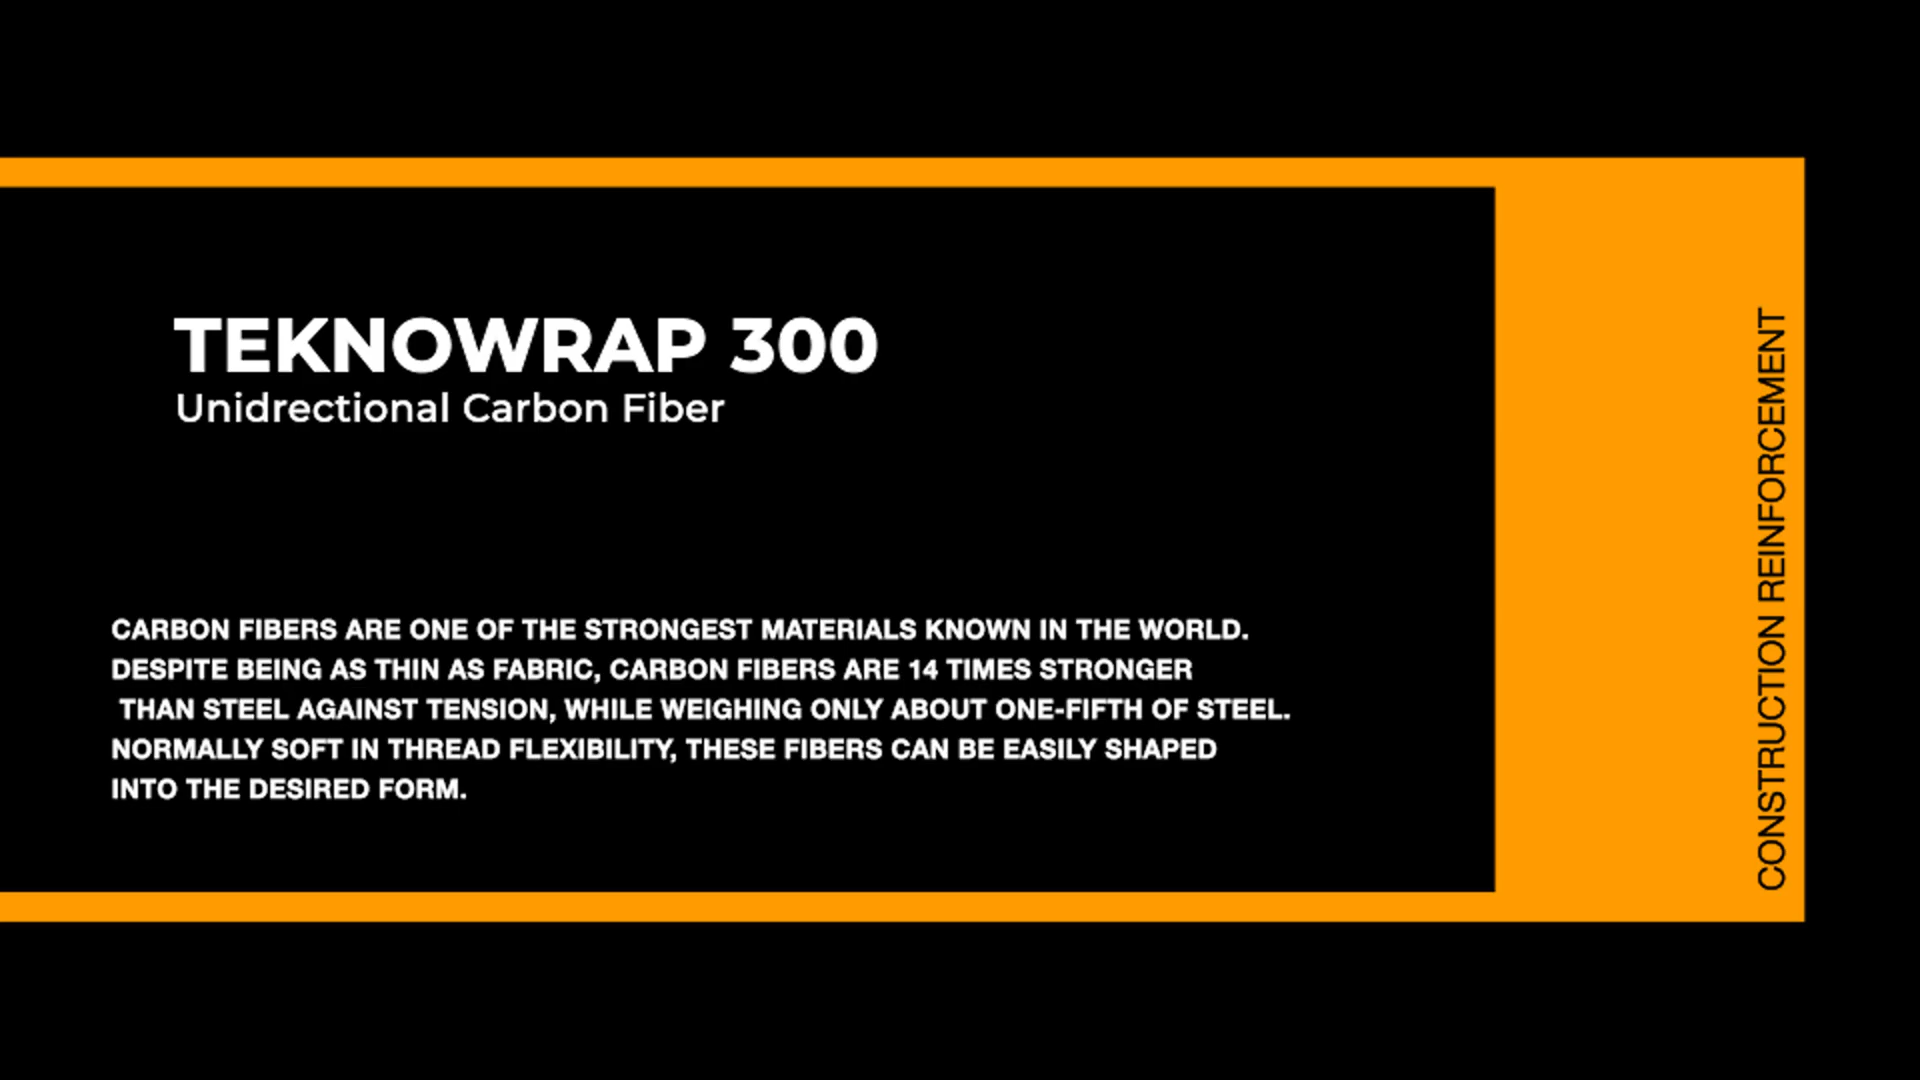 TEKNOWRAP 300
Unidrectional Carbon Fiber
CARBON FIBERS ARE ONE OF THE STRONGEST MATERIALS KNOWN IN THE WORLD.
DESPITE BEING AS THIN AS FABRIC, CARBON FIBERS ARE 14 TIMES STRONGER
THAN STEEL AGAINST TENSION, WHILE WEIGHING ONLY ABOUT ONE-FIFTH OF STEEL.
NORMALLY SOFT IN THREAD FLEXIBILITY, THESE FIBERS CAN BE EASILY SHAPED
INTO THE DESIRED FORM.
CONSTRUCTION REINFORCEMENT